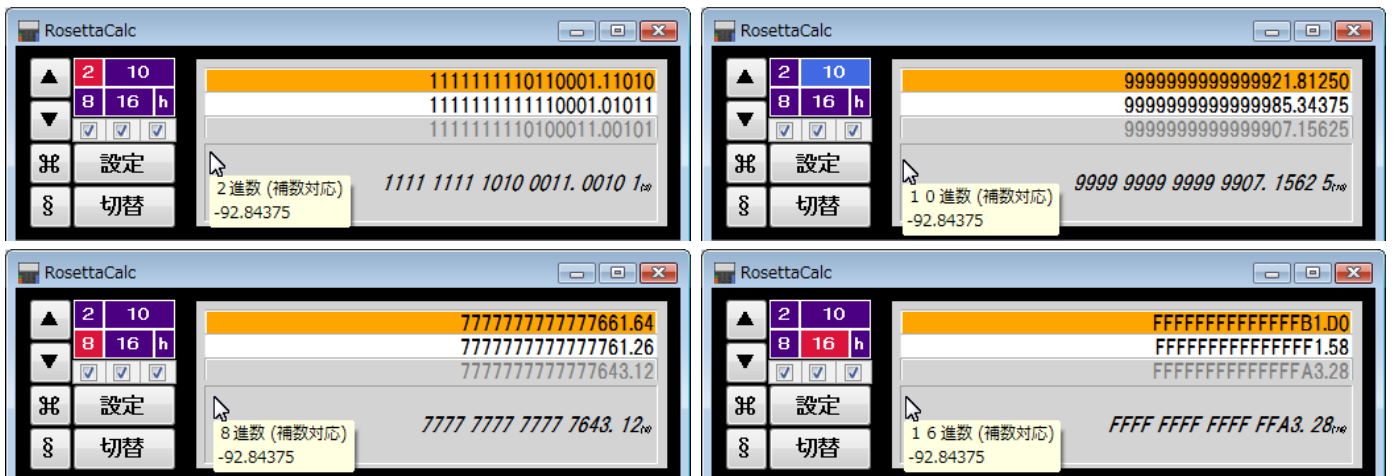 RosettaCalc
2 10
8 16 h
1111111110110001.11010
1111111111110001.01011
1111111110100011.00101
⌘ 設定
§ 切替
1111 1111 1010 0011. 0010 1
2進数 (補数対応)
-92.84375
RosettaCalc
2 10
8 16 h
9999999999999921.81250
9999999999999985.34375
9999999999999907.15625
⌘ 設定
§ 切替
9999 9999 9999 9907. 1562 5
10進数 (補数対応)
-92.84375
RosettaCalc
2 10
8 16 h
7777777777777661.64
7777777777777761.26
7777777777777643.12
⌘ 設定
§ 切替
7777 7777 7777 7643. 12
8進数 (補数対応)
-92.84375
RosettaCalc
2 10
8 16 h
FFFFFFFFFFFFFFB1.D0
FFFFFFFFFFFFFFF1.58
FFFFFFFFFFFFFFA3.28
⌘ 設定
§ 切替
FFFF FFFF FFFF FFA3. 28
16進数 (補数対応)
-92.84375